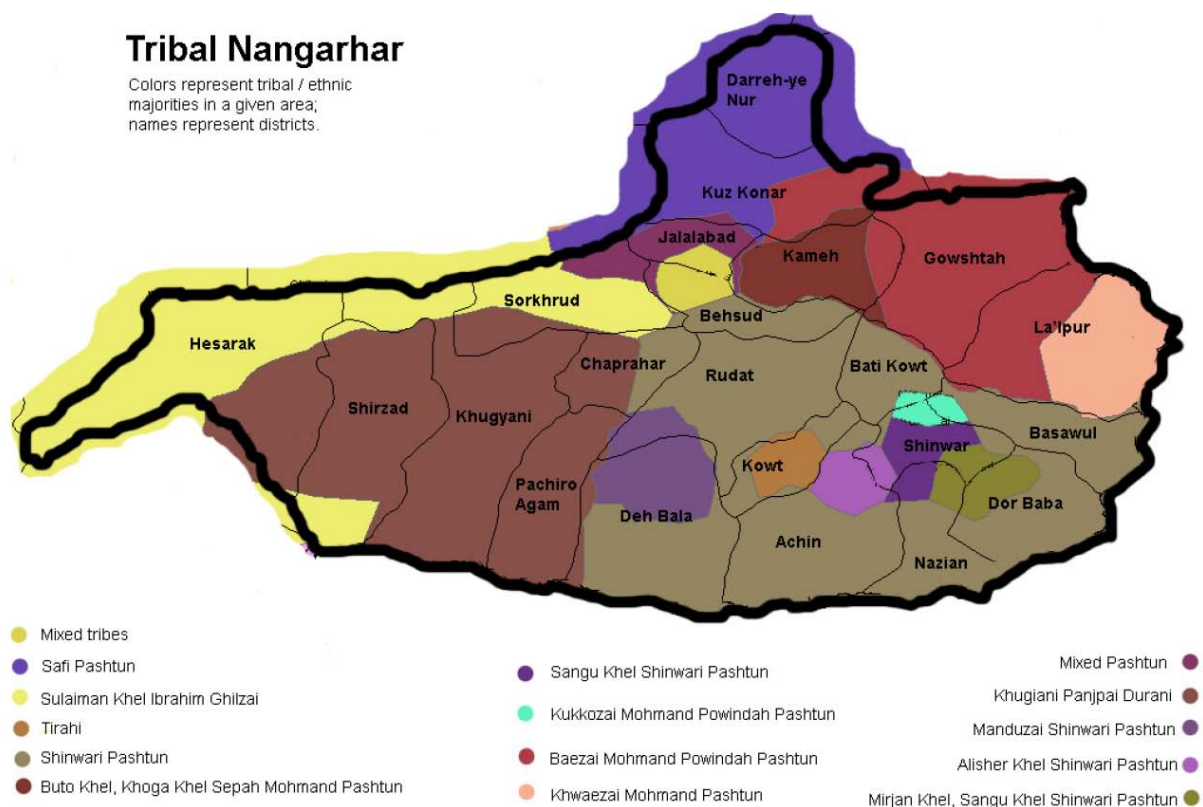 Tribal Nangarhar
Colors represent tribal / ethnic
majorities in a given area;
names represent districts.
Darreh-ye
Nur
Kuz Konar
Jalalabad
Kameh
Gowshtah
Sorkhrud
Behsud
La'lpur
Hesarak
Chaprahar
Rudat
Bati Kowt
Shirzad
Khugyani
Shinwar
Basawul
Kowt
Pachiro
Agam
Deh Bala
Dor Baba
Achin
Nazian
Mixed tribes
Safi Pashtun
Sulaiman Khel Ibrahim Ghilzai
Tirahi
Shinwari Pashtun
Buto Khel, Khoga Khel Sepah Mohmand Pashtun
Sangu Khel Shinwari Pashtun
Kukkozai Mohmand Powindah Pashtun
Baezai Mohmand Powindah Pashtun
Khwaezai Mohmand Pashtun
Mixed Pashtun
Khugiani Panjpai Durani
Manduzai Shinwari Pashtun
Alisher Khel Shinwari Pashtun
Mirjan Khel, Sangu Khel Shinwari Pashtun